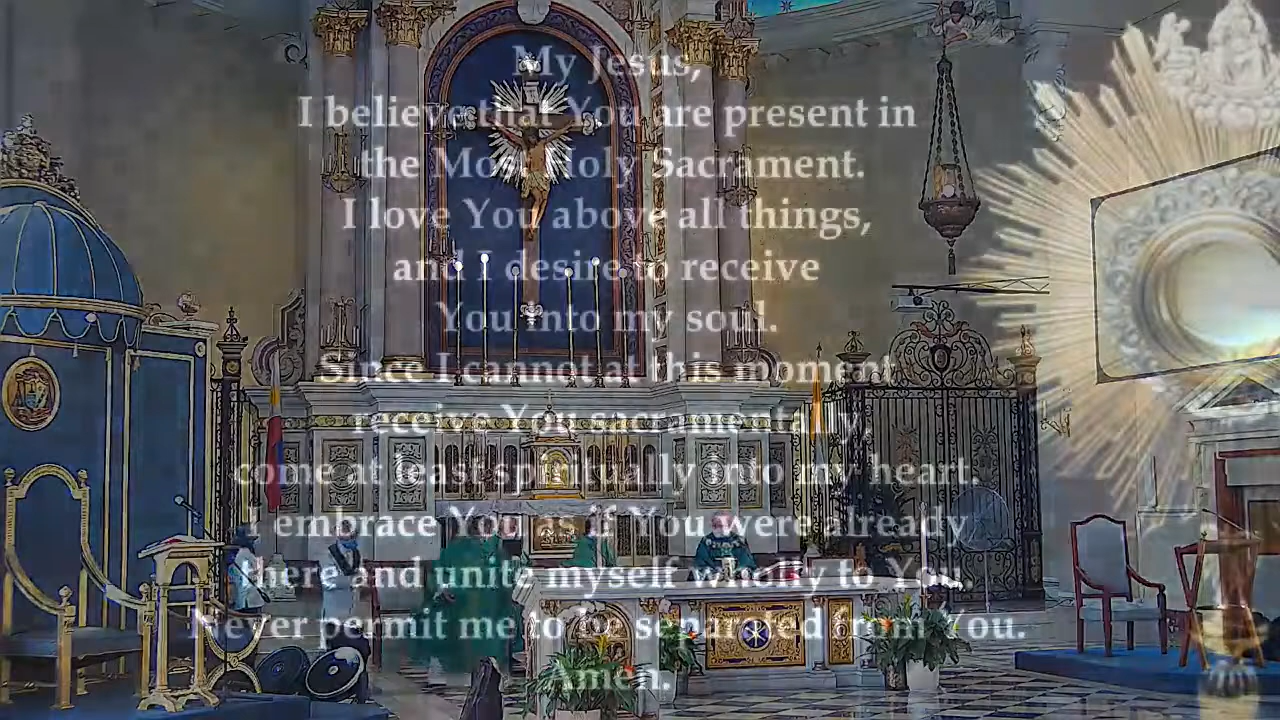 My Jesus,
I believe that You are present in
the Most Holy Sacrament.
I love You above all things,
and I desire to receive
You into my soul.
Since I cannot at this moment
receive You sacramentally,
come at least spiritually into my heart.
I embrace You as if You were already
there and unite myself wholly to You.
Never permit me to be separated from You.
Amen.